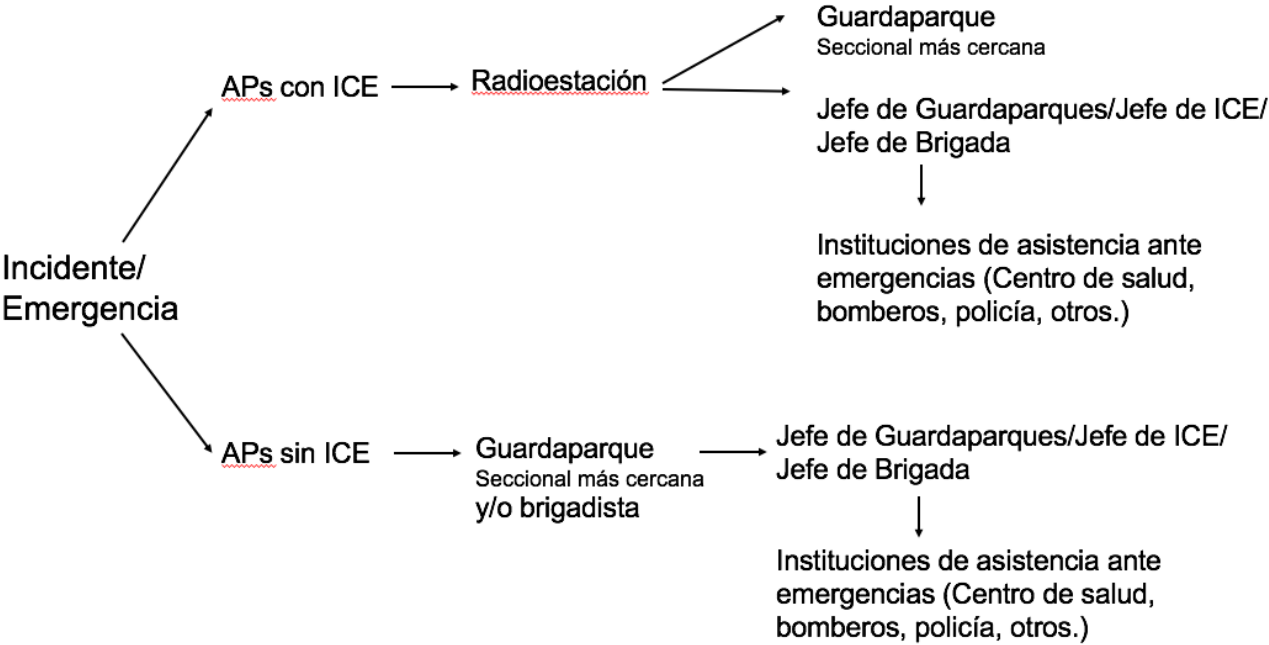 Guardaparque
Seccional más cercana
APs con ICE
Radioestación
Jefe de Guardaparques/Jefe de ICE/
Jefe de Brigada
Instituciones de asistencia ante
emergencias (Centro de salud,
bomberos, policía, otros.)
Incidente/
Emergencia
APs sin ICE
Guardaparque
Seccional más cercana
y/o brigadista
Jefe de Guardaparques/Jefe de ICE/
Jefe de Brigada
Instituciones de asistencia ante
emergencias (Centro de salud,
bomberos, policía, otros.)